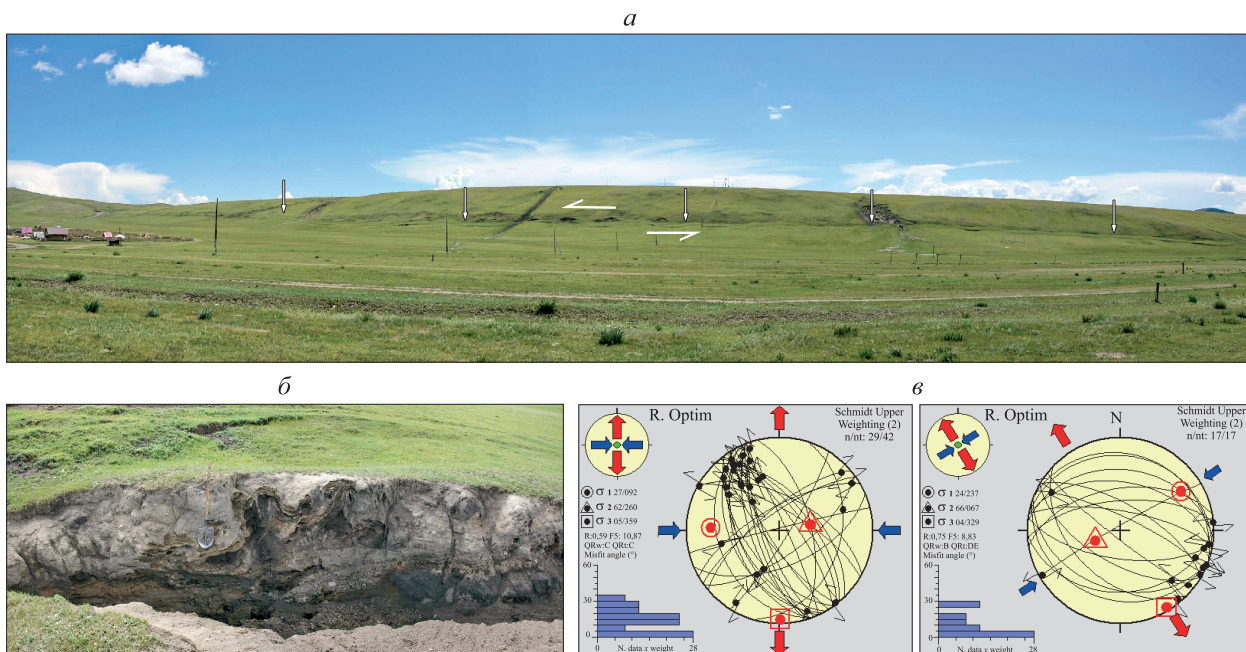 а
б
в
R. Optim
Schmidt Upper
Weighting (2)
n/nt: 29/42
σ 1 27/092
σ 2 62/260
σ 3 05/359
R:0,59 F5: 10,87
QRw:C QRt:C
Misfit angle (°)
60
30
0
0
28
N. data x weight
R. Optim
N
Schmidt Upper
Weighting (2)
n/nt: 17/17
σ 1 24/237
σ 2 66/067
σ 3 04/329
R:0,75 F5: 8,83
QRw:B QRt:DE
Misfit angle (°)
60
30
0
0
28
N. data x weight